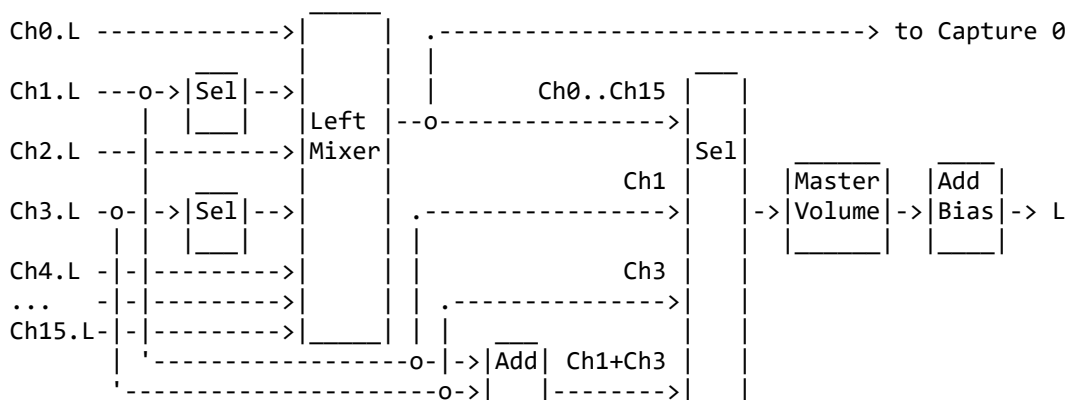 Ch0.L to Capture 0
Ch1.L Sel Ch0..Ch15
Left
Ch2.L Mixer Sel
Ch1 Master Add
Ch3.L Sel Volume Bias L
Ch4.L Ch3
...
Ch15.L
Add Ch1+Ch3